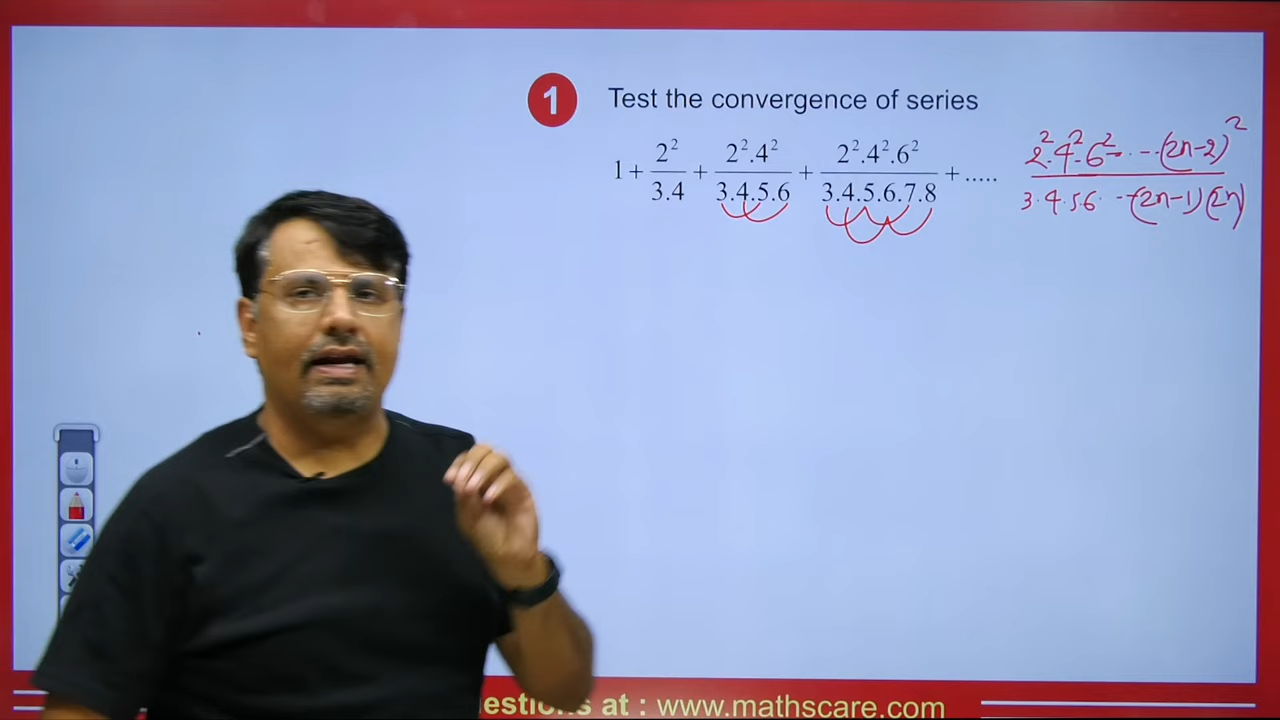 1 Test the convergence of series
1 + 2²./3.4 + 2².4²/3.4.5.6 + 2².4².6²/3.4.5.6.7.8 + .....
2².4².6²- . - . (2n-2)²/3.4.5.6. - -(2n-1)(2n)
at : www.mathscare.com